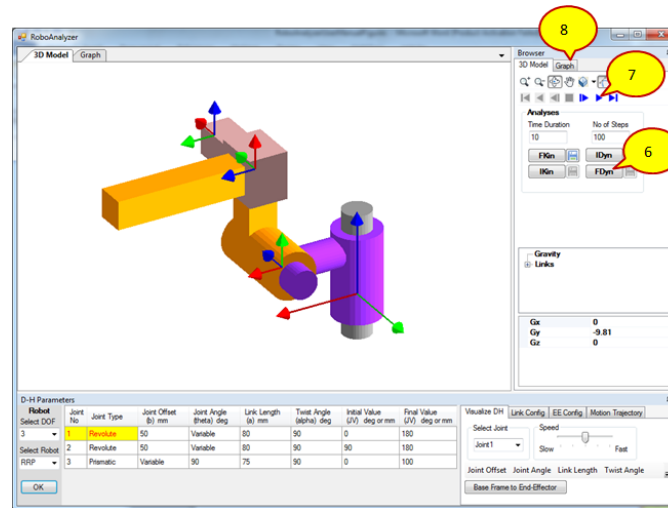 RoboAnalyzer
3D Model Graph
Browser
3D Model Graph
8
7
Analyses
Time Duration No of Steps
10 100
FKin IDyn
IKin FDyn
6
Gravity
Links
Gx 0
Gy -9.81
Gz 0
D-H Parameters
Robot
Select DOF
3
Select Robot
RRP
OK
Joint No Joint Type Joint Offset (b) mm Joint Angle (theta) deg Link Length (a) mm Twist Angle (alpha) deg Initial Value (JV) deg or mm Final Value (JV) deg or mm
1 Revolute 50 Variable 80 90 0 180
2 Revolute 50 Variable 80 90 90 180
3 Prismatic Variable 90 75 90 0 100
Visualize DH Link Config EE Config Motion Trajectory
Select Joint Speed
Joint1
Slow Fast
Joint Offset Joint Angle Link Length Twist Angle
Base Frame to End-Effector